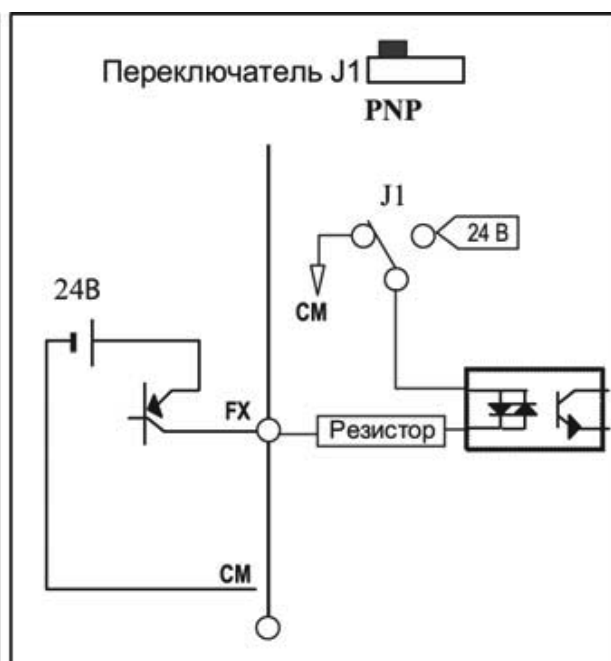 Переключатель J1
PNP
J1
24 В
CM
24В
FX
Резистор
CM